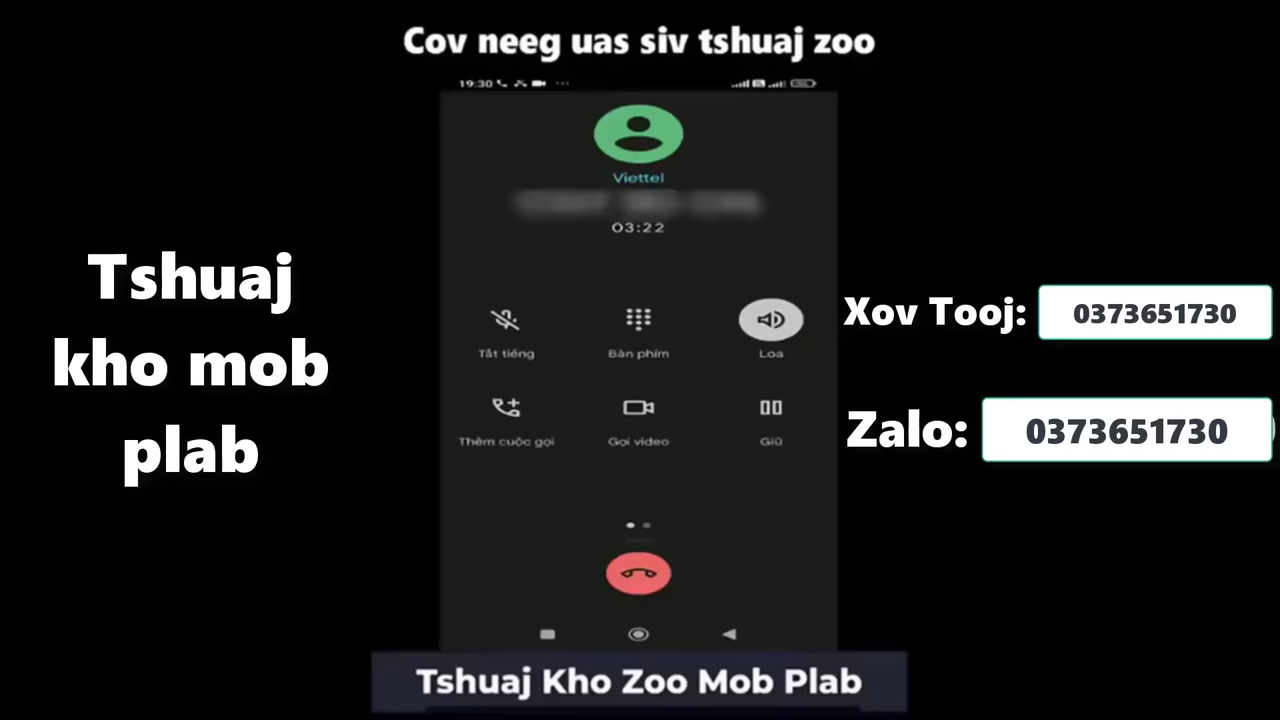 Cov neeg uas siv tshuaj zoo
19:30
Viettel
03:22
Tshuaj
kho mob
plab
Tắt tiếng
Bàn phím
Loa
Thêm cuộc gọi
Gọi video
Giữ
Xov Tooj: 0373651730
Zalo: 0373651730
Tshuaj Kho Zoo Mob Plab